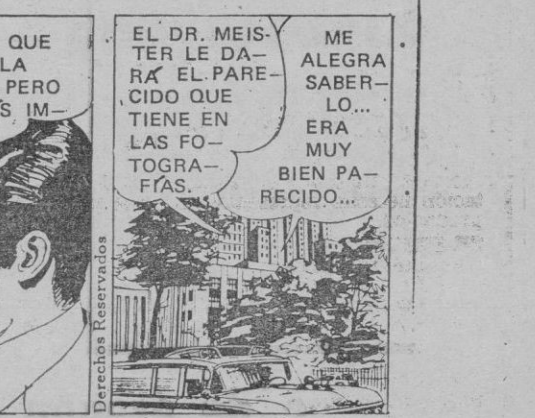 QUE
LA
PERO
S IM—
EL DR. MEIS-
TER LE DA—
RÁ EL PARE—
CIDO QUE
TIENE EN
LAS FO-
TOGRA—
FÍAS.
ME
ALEGRA
SABER—
LO...
ERA
MUY
BIEN PA—
RECIDO...
Derechos Reservados